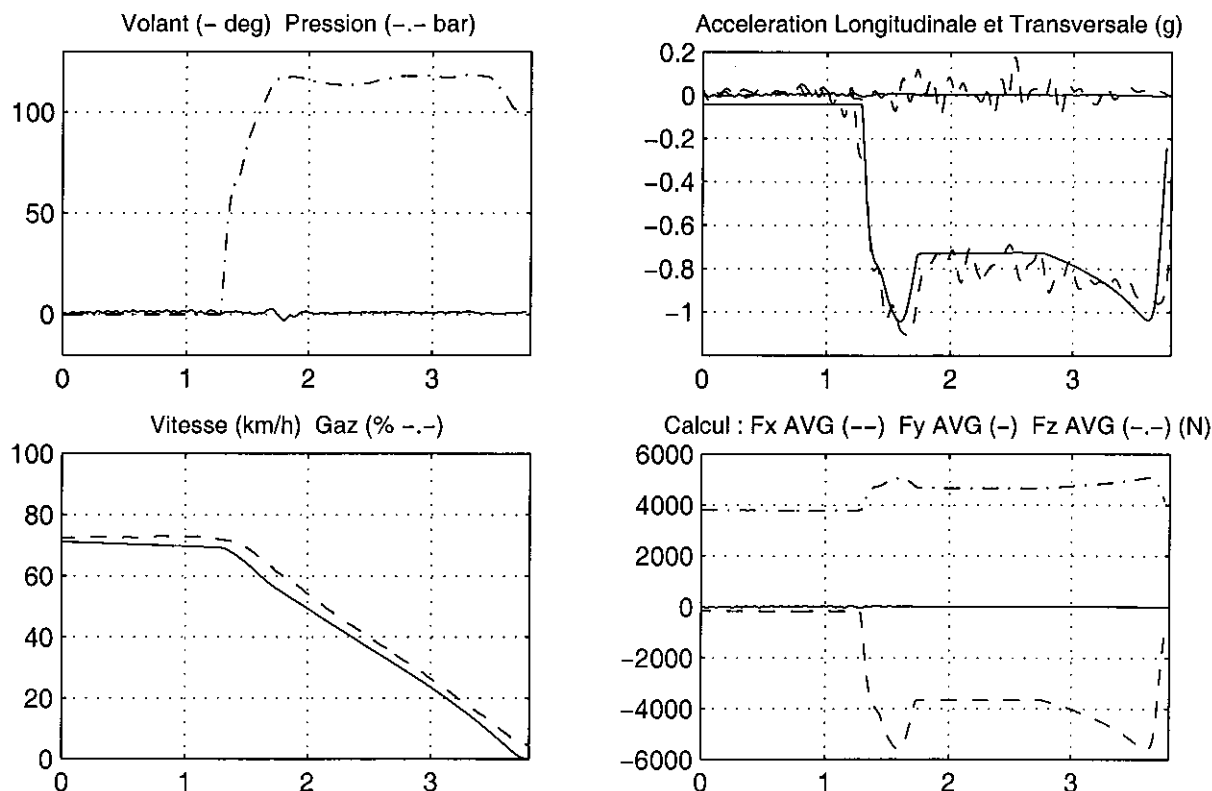 Volant (– deg) Pression (–.– bar)
100
50
0
0 1 2 3
Acceleration Longitudinale et Transversale (g)
0.2
0
−0.2
−0.4
−0.6
−0.8
−1
0 1 2 3
Vitesse (km/h) Gaz (% –.–)
100
80
60
40
20
0
0 1 2 3
Calcul : Fx AVG (––) Fy AVG (–) Fz AVG (–.–) (N)
6000
4000
2000
0
−2000
−4000
−6000
0 1 2 3